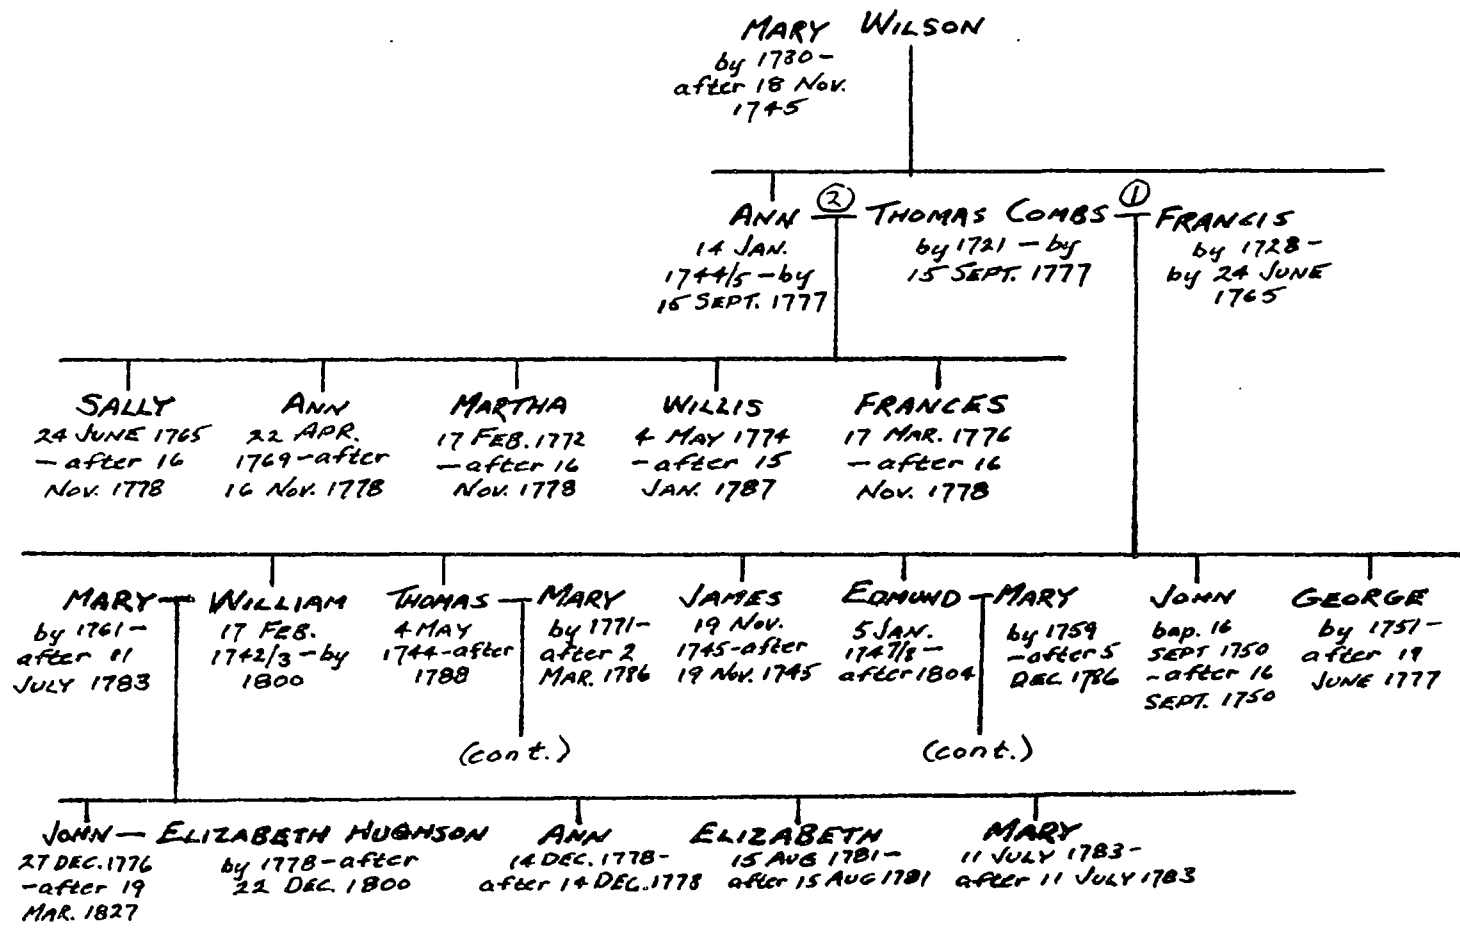 MARY WILSON
by 1730 -
after 18 Nov.
1745
ANN
14 JAN.
1744/5 - by
15 SEPT. 1777
②
THOMAS COMBS
by 1721 - by
15 SEPT. 1777
①
FRANCIS
by 1728 -
by 24 JUNE
1765
SALLY
24 JUNE 1765
- after 16
Nov. 1778
ANN
22 APR.
1769 - after
16 Nov. 1778
MARTHA
17 FEB. 1772
- after 16
Nov. 1778
WILLIS
4 MAY 1774
- after 15
JAN. 1787
FRANCES
17 MAR. 1776
- after 16
Nov. 1778
MARY
by 1761 -
after 11
JULY 1783
WILLIAM
17 FEB.
1742/3 - by
1800
THOMAS
4 MAY
1744 - after
1788
MARY
by 1771 -
after 2
MAR. 1786
(cont.)
JAMES
19 Nov.
1745 - after
19 Nov. 1745
EDMUND
5 JAN.
1747/8 -
after 1804
MARY
by 1759
- after 5
DEC. 1786
(cont.)
JOHN
bap. 16
SEPT 1750
- after 16
SEPT. 1750
GEORGE
by 1751 -
after 19
JUNE 1777
JOHN
27 DEC. 1776
- after 19
MAR. 1827
ELIZABETH HUGHSON
by 1778 - after
22 DEC. 1800
ANN
14 DEC. 1778 -
after 14 DEC. 1778
ELIZABETH
15 AUG 1781 -
after 15 AUG 1781
MARY
11 JULY 1783 -
after 11 JULY 1783